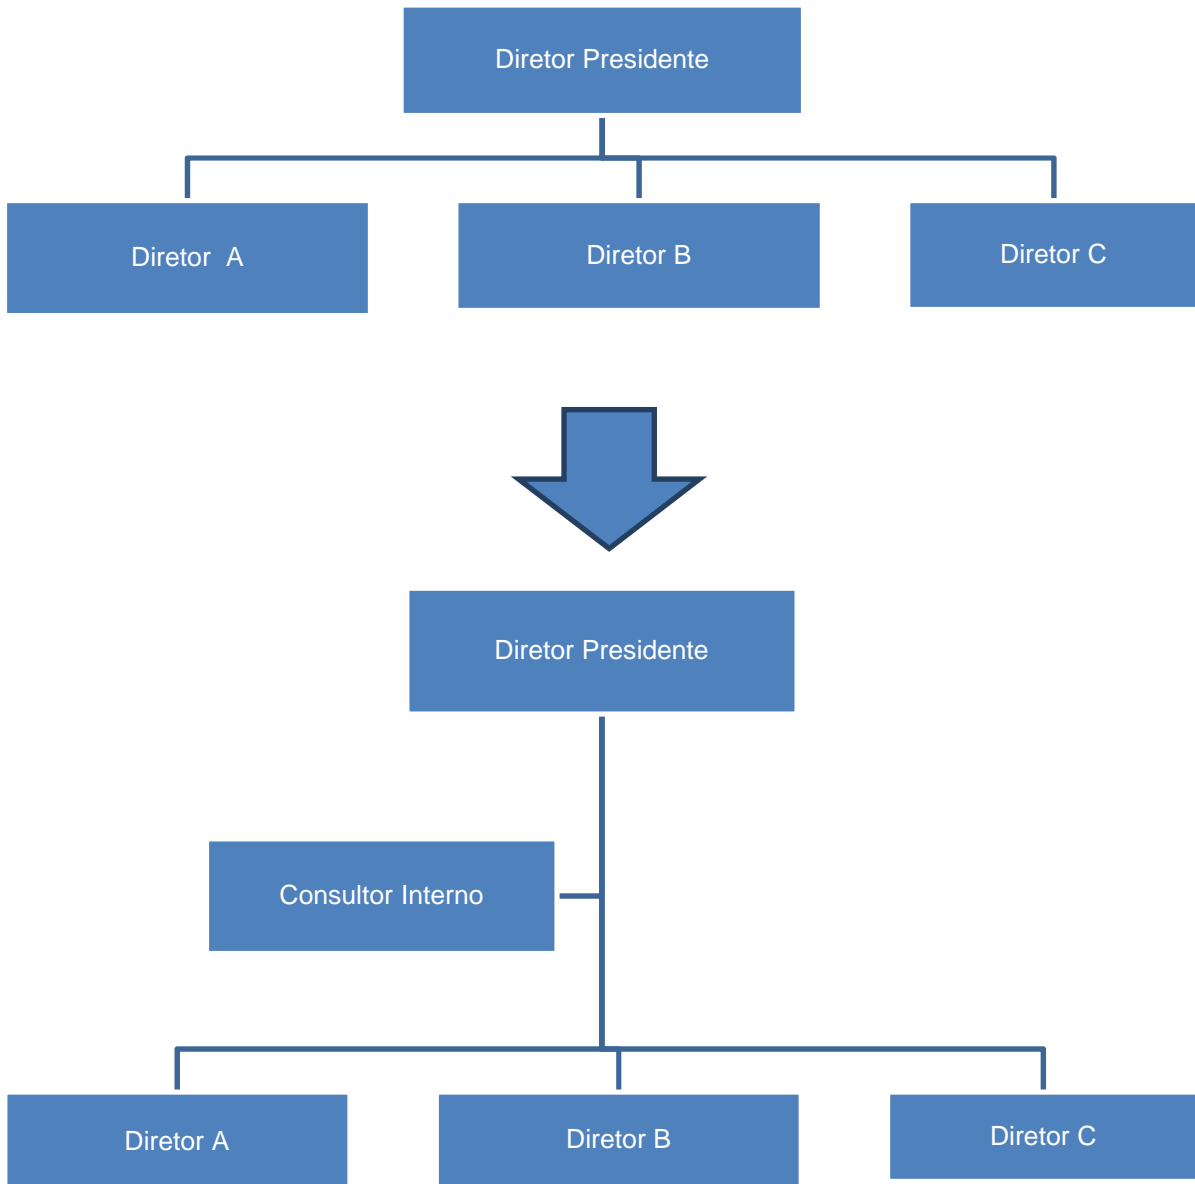 Diretor Presidente
Diretor A
Diretor B
Diretor C
Diretor Presidente
Consultor Interno
Diretor A
Diretor B
Diretor C